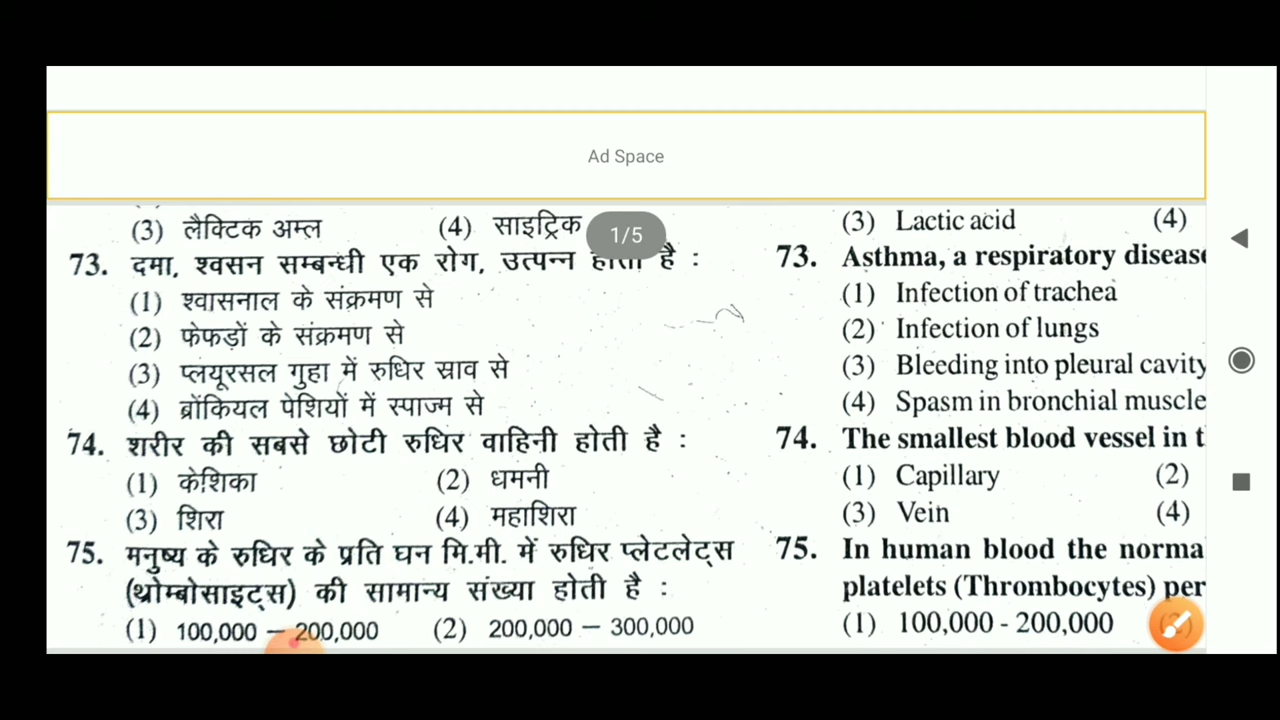 Ad Space
(3) लैक्टिक अम्ल (4) साइट्रिक
1/5
73. दमा, श्वसन सम्बन्धी एक रोग, उत्पन्न होता है :
(1) श्वासनाल के संक्रमण से
(2) फेफड़ों के संक्रमण से
(3) प्लयूरसल गुहा में रुधिर स्राव से
(4) ब्रोंकियल पेशियों में स्पाज्म से
74. शरीर की सबसे छोटी रुधिर वाहिनी होती है :
(1) केशिका (2) धमनी
(3) शिरा (4) महाशिरा
75. मनुष्य के रुधिर के प्रति घन मि.मी. में रुधिर प्लेटलेट्स
(थ्रोम्बोसाइट्स) की सामान्य संख्या होती है :
(1) 100,000 – 200,000 (2) 200,000 – 300,000
(3) Lactic acid (4)
73. Asthma, a respiratory disease
(1) Infection of trachea
(2) Infection of lungs
(3) Bleeding into pleural cavity
(4) Spasm in bronchial muscle
74. The smallest blood vessel in t
(1) Capillary (2)
(3) Vein (4)
75. In human blood the norma
platelets (Thrombocytes) per
(1) 100,000 - 200,000